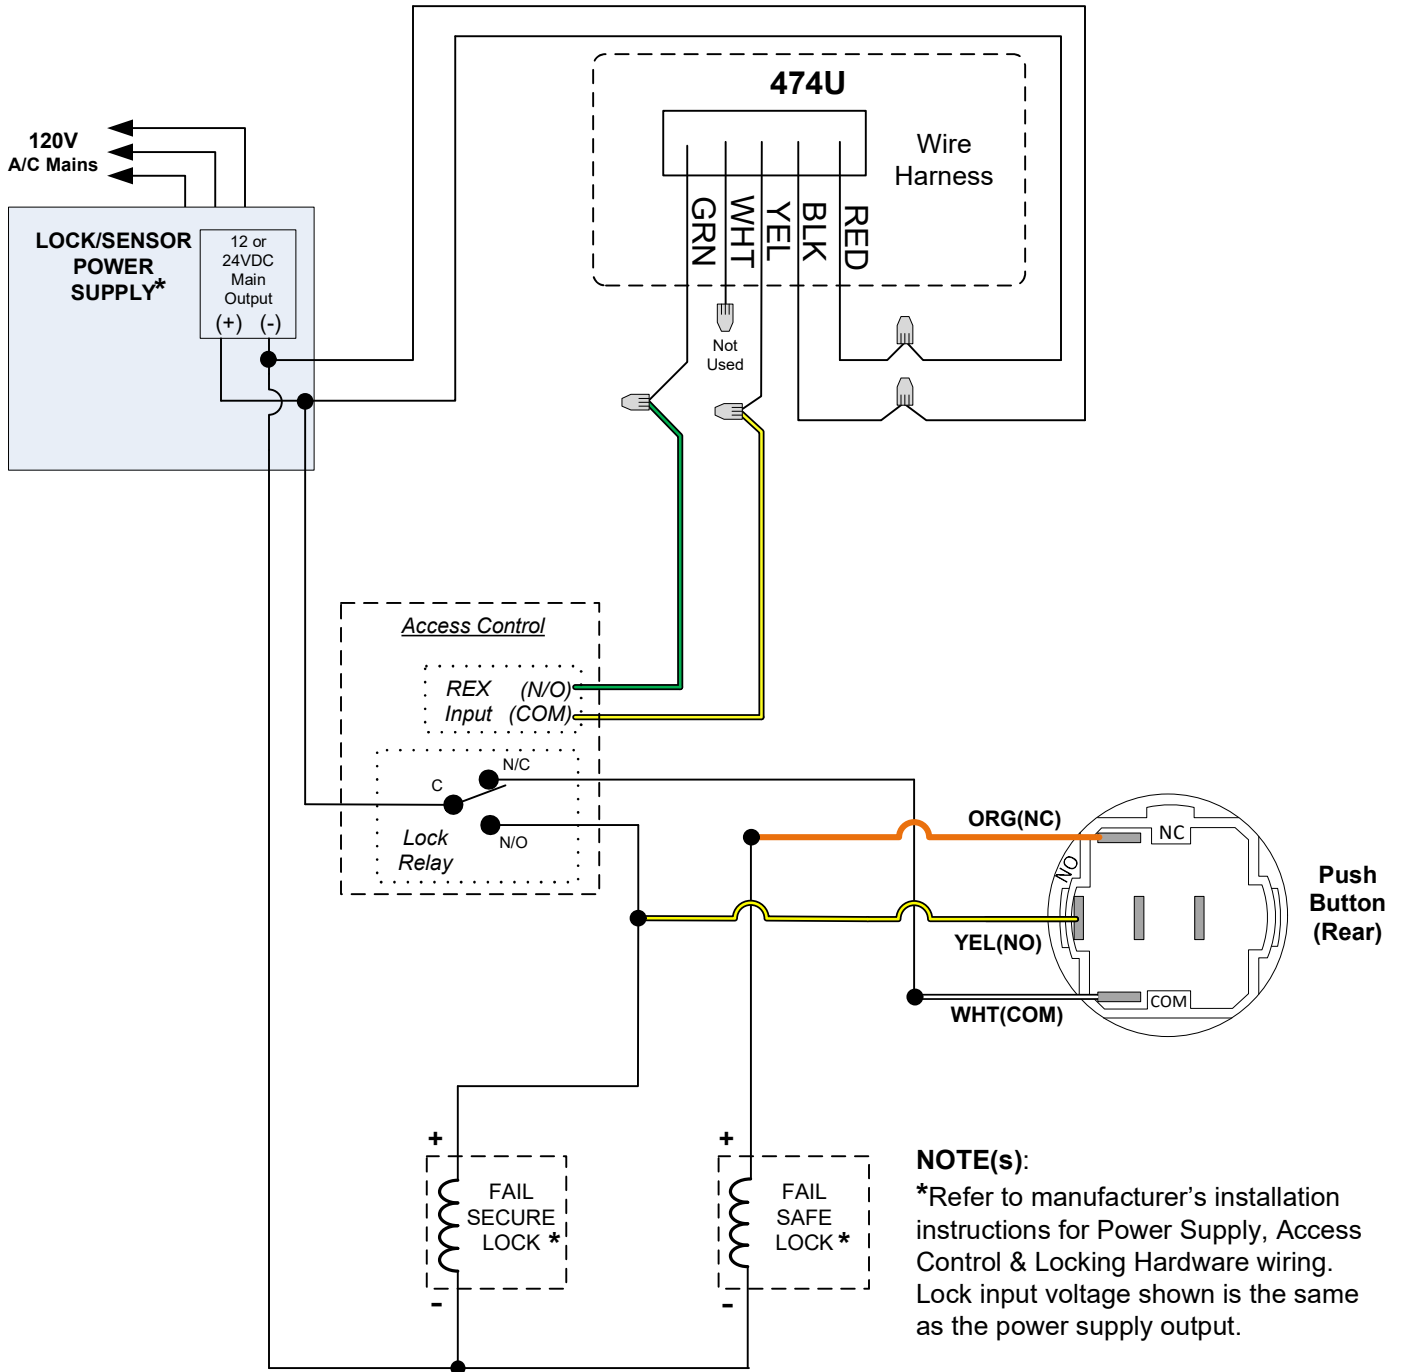 474U
Wire
Harness
120V
A/C Mains
LOCK/SENSOR
POWER
SUPPLY*
12 or
24VDC
Main
Output
(+) (-)
GRN
WHT
YEL
BLK
RED
Not
Used
Access Control
REX (N/O)
Input (COM)
N/C
C
N/O
Lock
Relay
ORG(NC)
YEL(NO)
WHT(COM)
NC
NO
COM
Push
Button
(Rear)
+
FAIL
SECURE
LOCK *
-
+
FAIL
SAFE
LOCK *
-
NOTE(s):
*Refer to manufacturer’s installation
instructions for Power Supply, Access
Control & Locking Hardware wiring.
Lock input voltage shown is the same
as the power supply output.